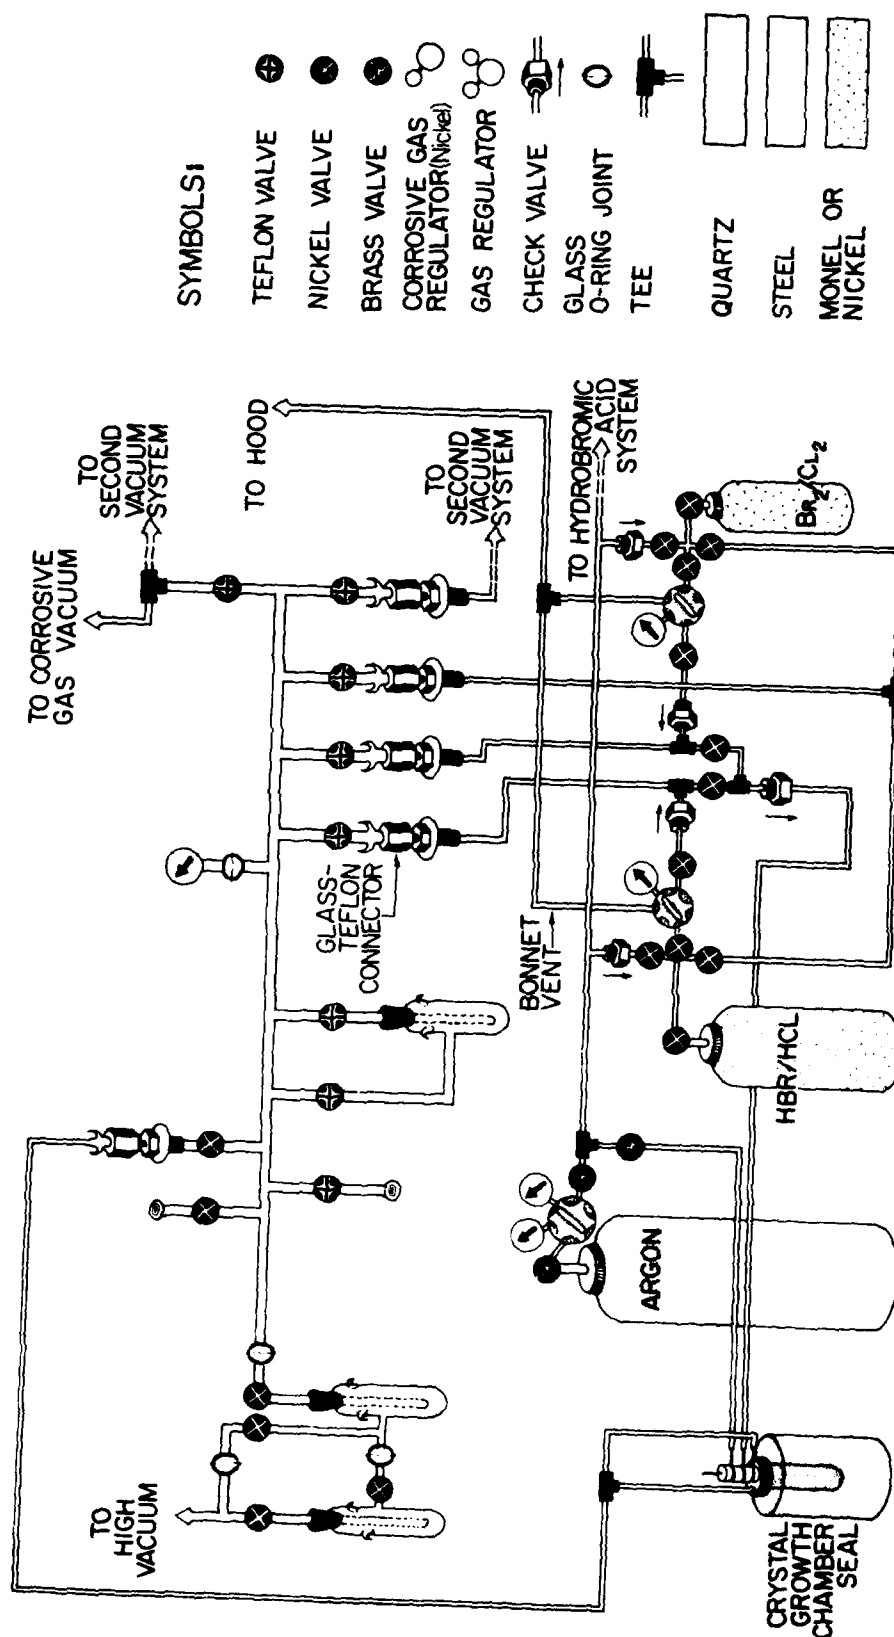 TO
HIGH
VACUUM
GLASS-
TEFLON
CONNECTOR
TO CORROSIVE
GAS VACUUM
TO
SECOND
VACUUM
SYSTEM
TO HOOD
TO
SECOND
VACUUM
SYSTEM
BONNET
VENT
TO HYDROBROMIC
ACID
SYSTEM
CRYSTAL
GROWTH
CHAMBER
SEAL
ARGON
HBR/HCL
BR2/CL2
SYMBOLS:
TEFLON VALVE
NICKEL VALVE
BRASS VALVE
CORROSIVE GAS
REGULATOR(Nickel)
GAS REGULATOR
CHECK VALVE
GLASS
O-RING JOINT
TEE
QUARTZ
STEEL
MONEL OR
NICKEL